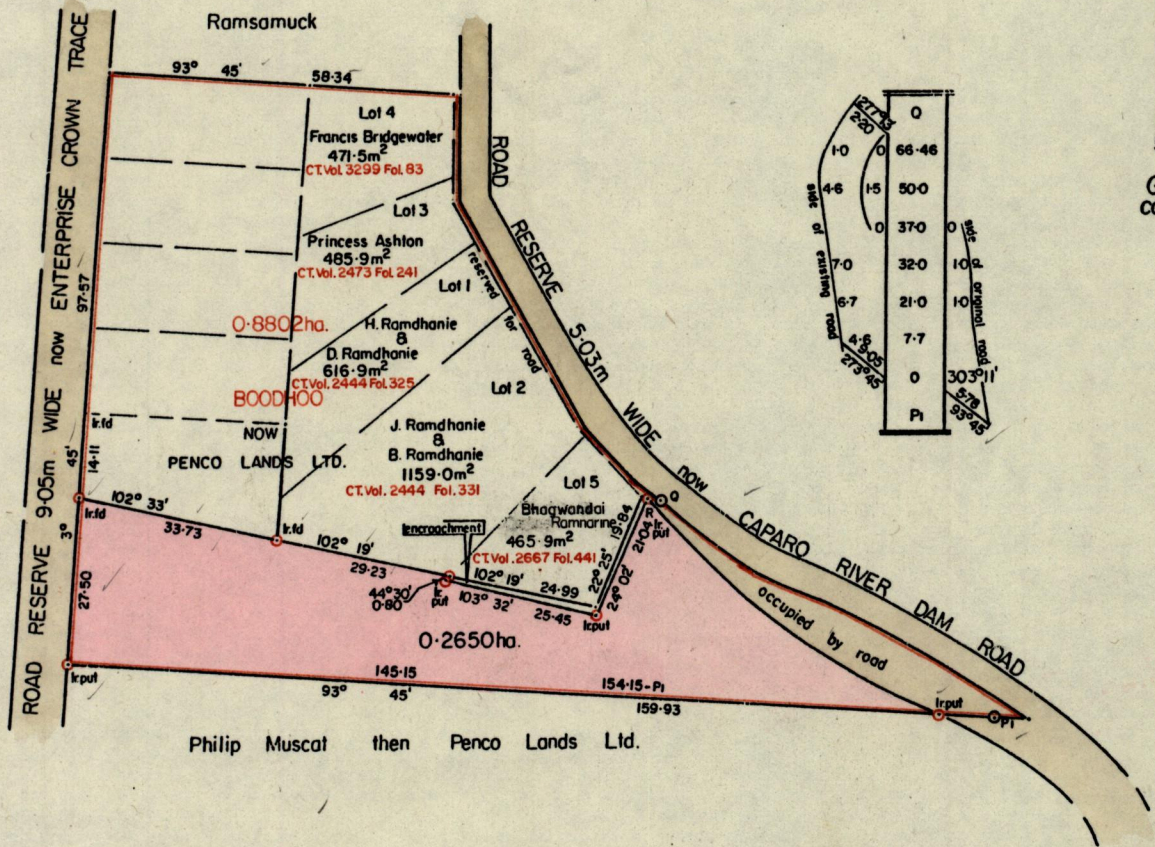 Ramsamuck
93° 45' 58·34
ROAD RESERVE 9·05m WIDE now ENTERPRISE CROWN TRACE
97·57
3° 45'
14·11
27·50
Lot 4
Francis Bridgewater
471·5m²
CT.Vol. 3299 Fol. 83
Lot 3
Princess Ashton
485·9m²
CT.Vol. 2473 Fol. 241
Lot 1
H. Ramdhanie
&
D. Ramdhanie
616·9m²
CT.Vol. 2444 Fol. 325
0·8802ha.
BOODHOO
NOW
PENCO LANDS LTD.
Lot 2
J. Ramdhanie
&
B. Ramdhanie
1159·0m²
CT.Vol. 2444 Fol. 331
Lot 5
Bhagwandai
Ramnarine
465·9m²
CT.Vol. 2667 Fol. 441
reserved for road
ROAD RESERVE 5·03m WIDE now CAPARO RIVER DAM ROAD
Ir.fd
Ir.fd
102° 33'
33·73
Ir.fd
102° 19'
29·23
encroachment
44° 30'
0·80
Ir. put
102° 19'
24·99
103° 32'
25·45
Ir.put
22° 25' 19·84
24° 02' 21·04
R
Ir. put
Q
occupied by road
0·2650ha.
Ir.put
145·15
93° 45'
154·15-P1
159·93
Ir.put
P1
Philip Muscat then Penco Lands Ltd.
277°13'
2·20
Q
1·0 0 66·46
4·6 1·5 50·0
0 37·0 0
7·0 32·0 1·0
6·7 21·0 1·0
4·6 7·7
9·05
273°45'
0 303°11'
5·78
93°45'
P1
side of existing road
side of original road